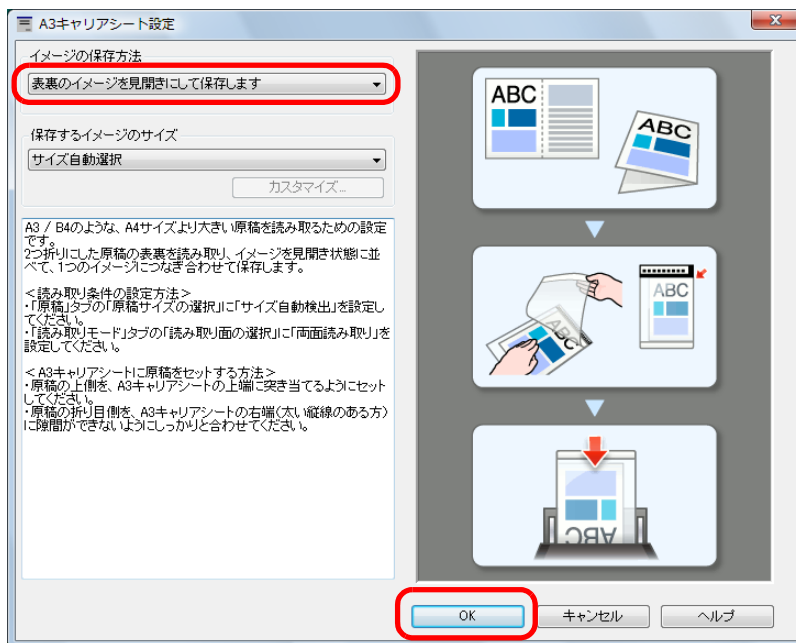 A3キャリアシート設定
イメージの保存方法
表裏のイメージを見開きにして保存します
保存するイメージのサイズ
サイズ自動選択
カスタマイズ...
A3 / B4のような、A4サイズより大きい原稿を読み取るための設定
です。
2つ折りにした原稿の表裏を読み取り、イメージを見開き状態に並
べて、1つのイメージにつなぎ合わせて保存します。
＜読み取り条件の設定方法＞
・「原稿」タブの「原稿サイズの選択」に「サイズ自動検出」を設定し
てください。
・「読み取りモード」タブの「読み取り面の選択」に「両面読み取り」を
設定してください。
＜A3キャリアシートに原稿をセットする方法＞
・原稿の上側を、A3キャリアシートの上端に突き当てるようにセット
してください。
・原稿の折り目側を、A3キャリアシートの右端(太い縦線のある方)
に隙間ができないようにしっかりと合わせてください。
ABC
ABC
ABC
ABC
ABC
OK
キャンセル
ヘルプ